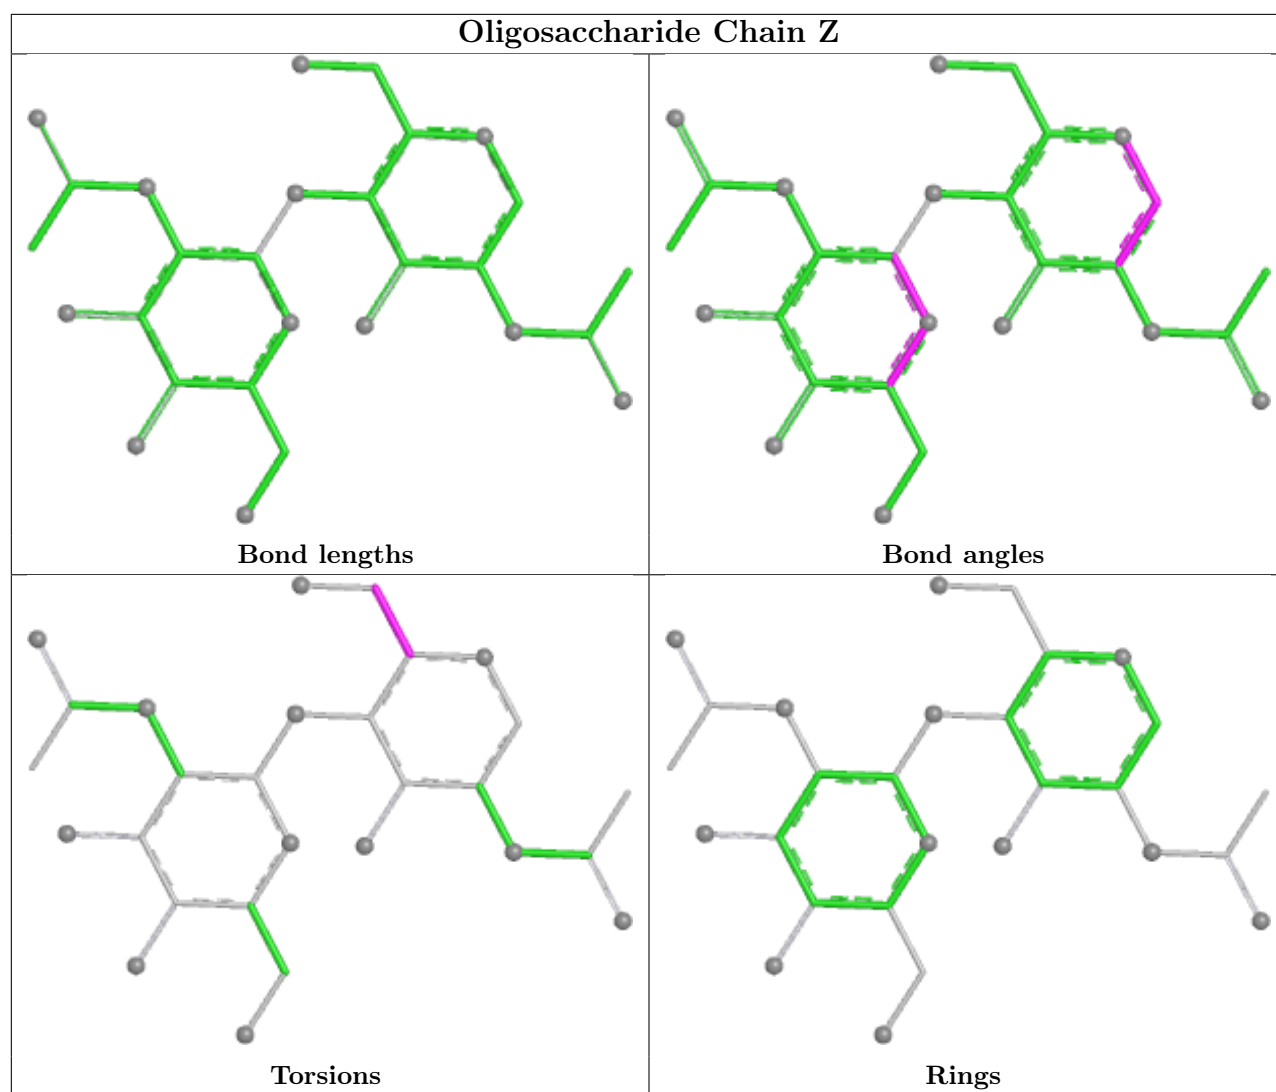 Oligosaccharide Chain Z
Bond lengths
Bond angles
Torsions
Rings